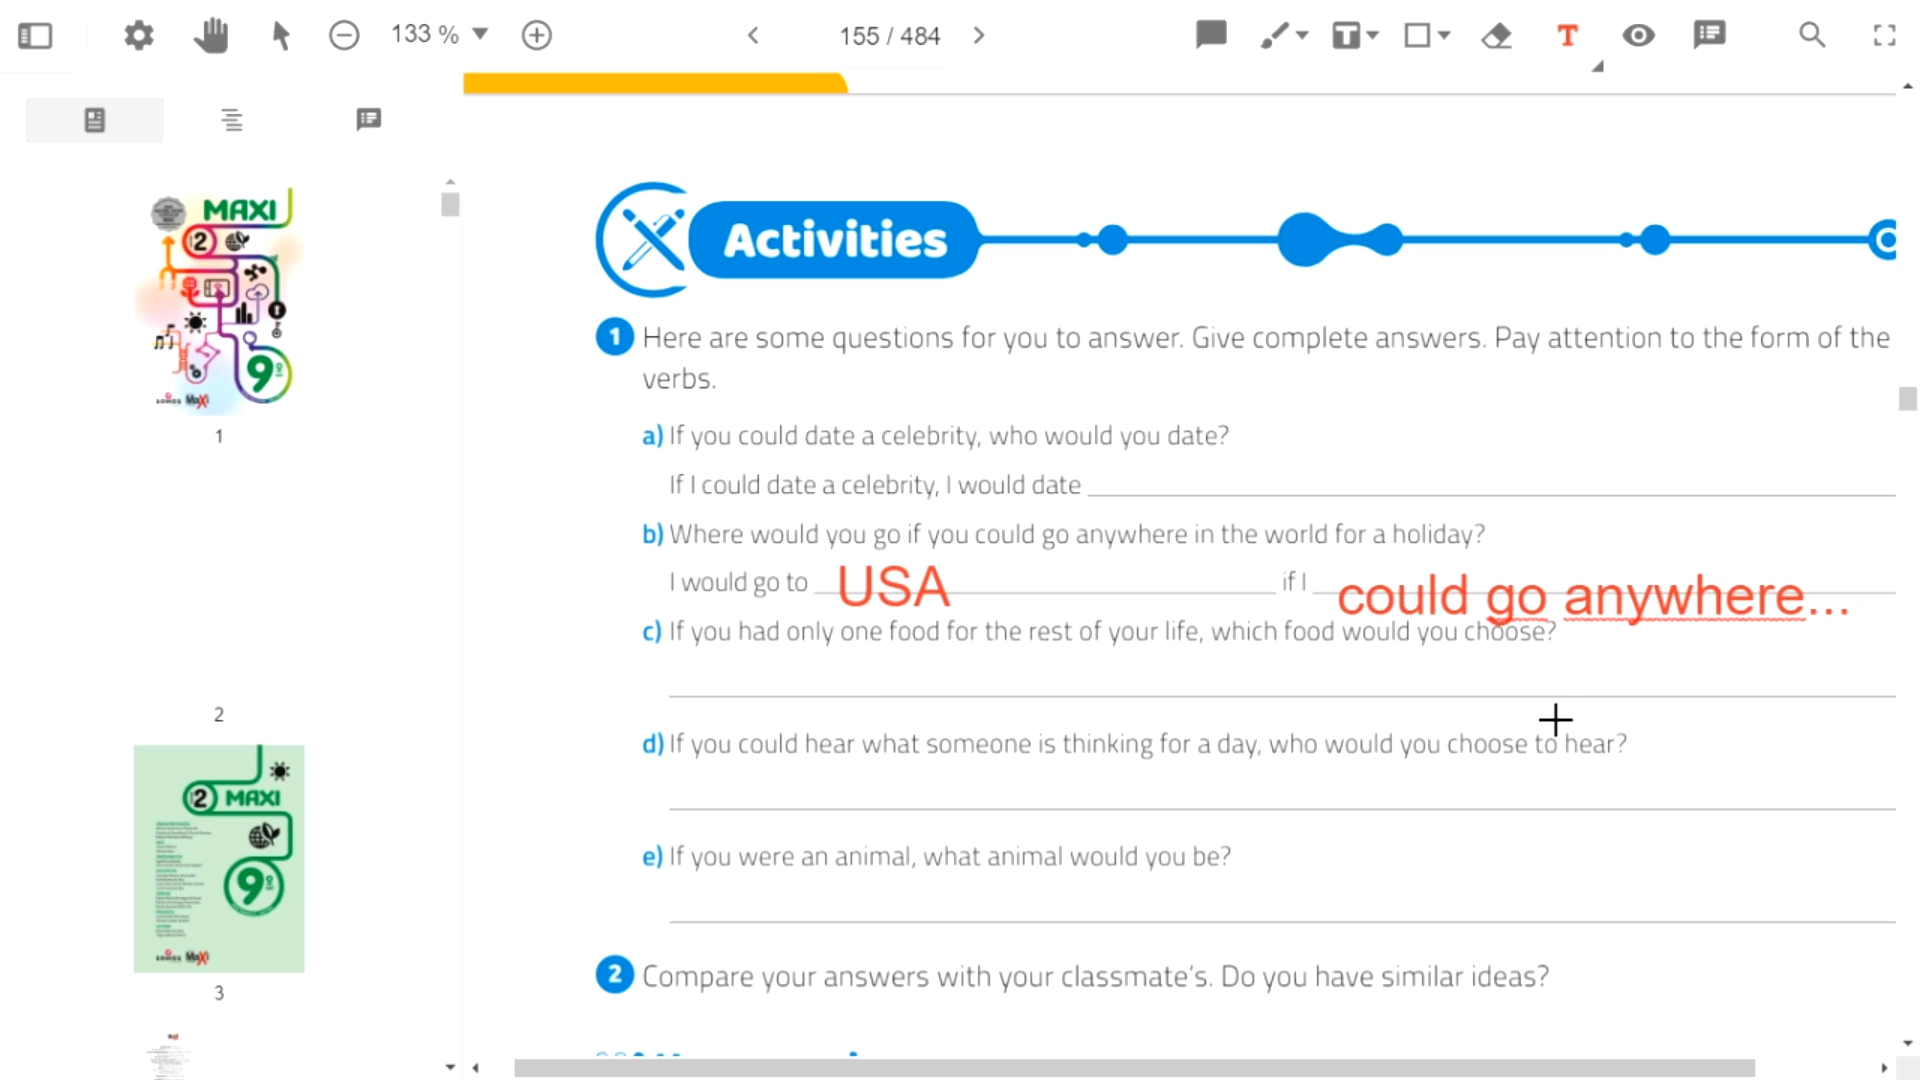 133 %
155 / 484
T
T
MAXI
2
9
SOMOS MAXI
1
2
2 MAXI
9
SOMOS MAXI
3
Activities
1 Here are some questions for you to answer. Give complete answers. Pay attention to the form of the
verbs.
a) If you could date a celebrity, who would you date?
If I could date a celebrity, I would date
b) Where would you go if you could go anywhere in the world for a holiday?
I would go to USA if I could go anywhere...
c) If you had only one food for the rest of your life, which food would you choose?
d) If you could hear what someone is thinking for a day, who would you choose to hear?
e) If you were an animal, what animal would you be?
2 Compare your answers with your classmate's. Do you have similar ideas?